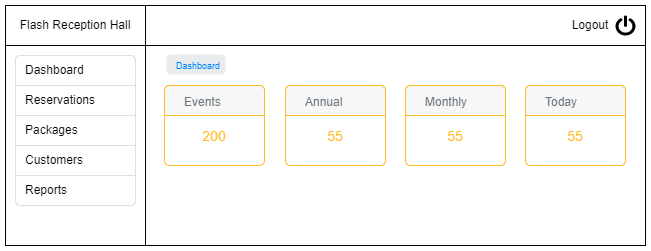 Flash Reception Hall
Logout
Dashboard
Reservations
Packages
Customers
Reports
Dashboard
Events
200
Annual
55
Monthly
55
Today
55